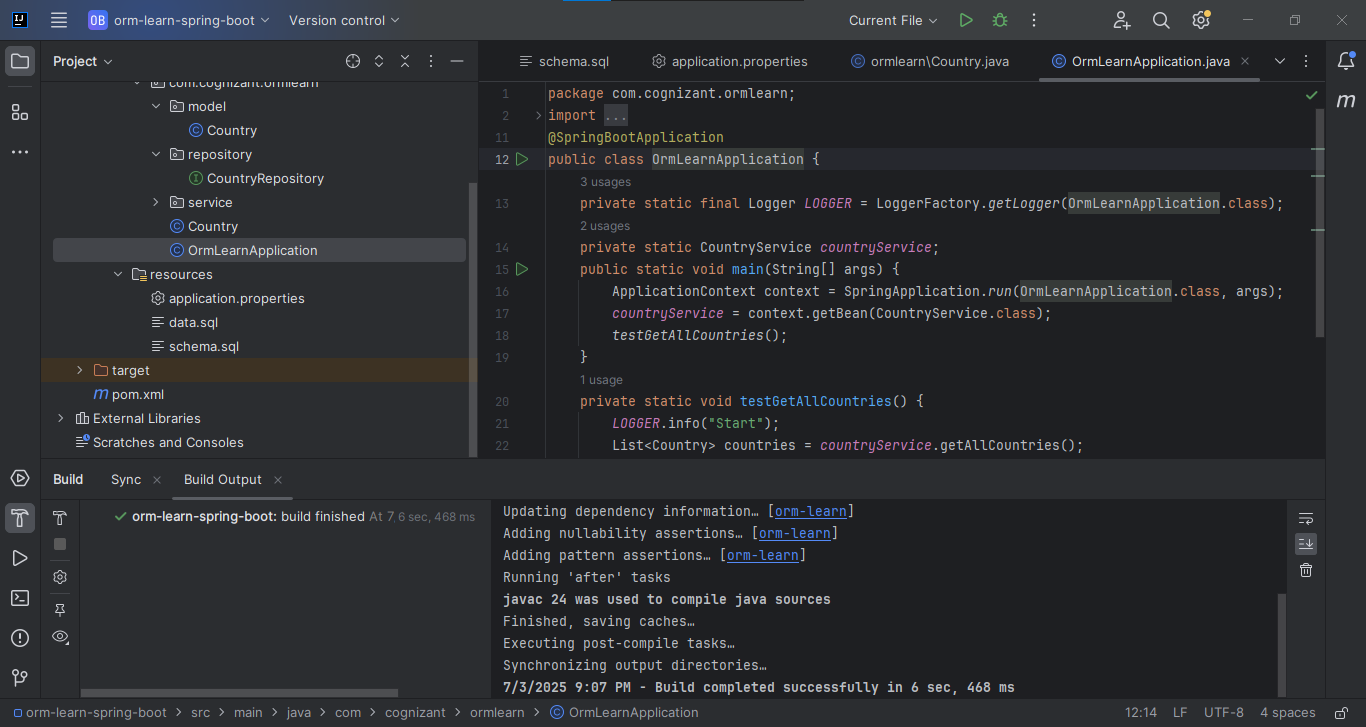 OB orm-learn-spring-boot Version control Current File
Project
com.cognizant.ormlearn
model
Country
repository
CountryRepository
service
Country
OrmLearnApplication
resources
application.properties
data.sql
schema.sql
target
pom.xml
External Libraries
Scratches and Consoles
schema.sql application.properties ormlearn\Country.java OrmLearnApplication.java
1 package com.cognizant.ormlearn;
2 import ...
11 @SpringBootApplication
12 public class OrmLearnApplication {
3 usages
13 private static final Logger LOGGER = LoggerFactory.getLogger(OrmLearnApplication.class);
2 usages
14 private static CountryService countryService;
15 public static void main(String[] args) {
16 ApplicationContext context = SpringApplication.run(OrmLearnApplication.class, args);
17 countryService = context.getBean(CountryService.class);
18 testGetAllCountries();
19 }
1 usage
20 private static void testGetAllCountries() {
21 LOGGER.info("Start");
22 List<Country> countries = countryService.getAllCountries();
Build Sync Build Output
orm-learn-spring-boot: build finished At 7, 6 sec, 468 ms
Updating dependency information… [orm-learn]
Adding nullability assertions… [orm-learn]
Adding pattern assertions… [orm-learn]
Running 'after' tasks
javac 24 was used to compile java sources
Finished, saving caches…
Executing post-compile tasks…
Synchronizing output directories…
7/3/2025 9:07 PM - Build completed successfully in 6 sec, 468 ms
orm-learn-spring-boot > src > main > java > com > cognizant > ormlearn > OrmLearnApplication 12:14 LF UTF-8 4 spaces